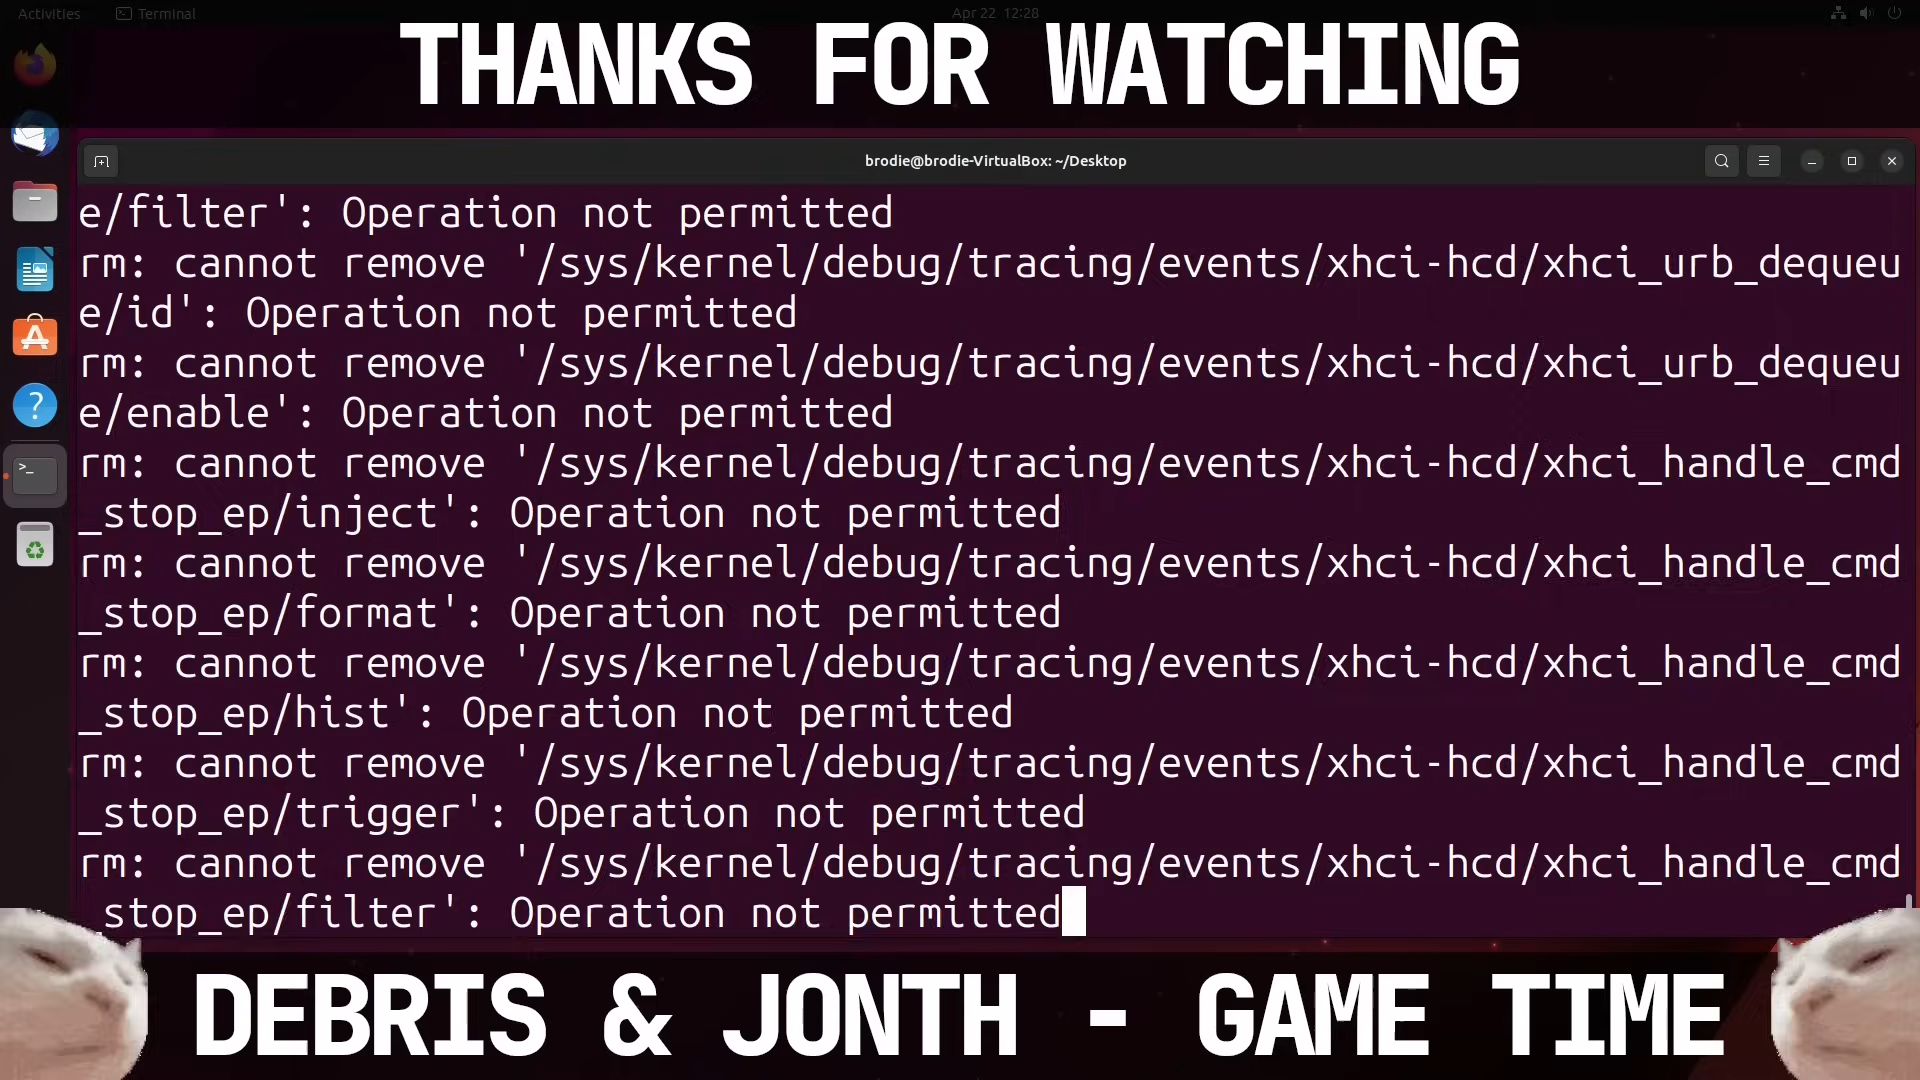 Activities Terminal Apr 22 12:28
THANKS FOR WATCHING
brodie@brodie-VirtualBox: ~/Desktop
e/filter': Operation not permitted
rm: cannot remove '/sys/kernel/debug/tracing/events/xhci-hcd/xhci_urb_dequeu
e/id': Operation not permitted
rm: cannot remove '/sys/kernel/debug/tracing/events/xhci-hcd/xhci_urb_dequeu
e/enable': Operation not permitted
rm: cannot remove '/sys/kernel/debug/tracing/events/xhci-hcd/xhci_handle_cmd
_stop_ep/inject': Operation not permitted
rm: cannot remove '/sys/kernel/debug/tracing/events/xhci-hcd/xhci_handle_cmd
_stop_ep/format': Operation not permitted
rm: cannot remove '/sys/kernel/debug/tracing/events/xhci-hcd/xhci_handle_cmd
_stop_ep/hist': Operation not permitted
rm: cannot remove '/sys/kernel/debug/tracing/events/xhci-hcd/xhci_handle_cmd
_stop_ep/trigger': Operation not permitted
rm: cannot remove '/sys/kernel/debug/tracing/events/xhci-hcd/xhci_handle_cmd
_stop_ep/filter': Operation not permitted
DEBRIS & JONTH - GAME TIME